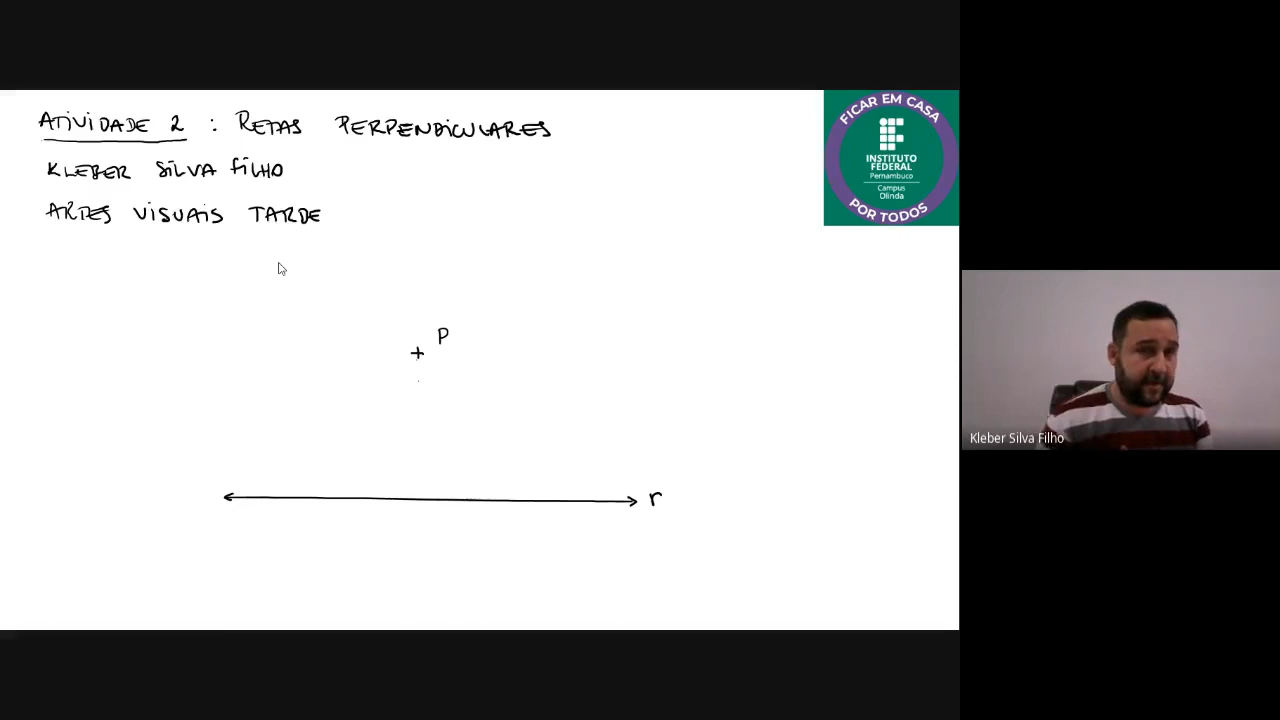 ATIVIDADE 2 : RETAS PERPENDICULARES
KLEBER SILVA FILHO
ARTES VISUAIS TARDE
FICAR EM CASA
INSTITUTO
FEDERAL
Pernambuco
Campus
Olinda
POR TODOS
P
r
Kleber Silva Filho